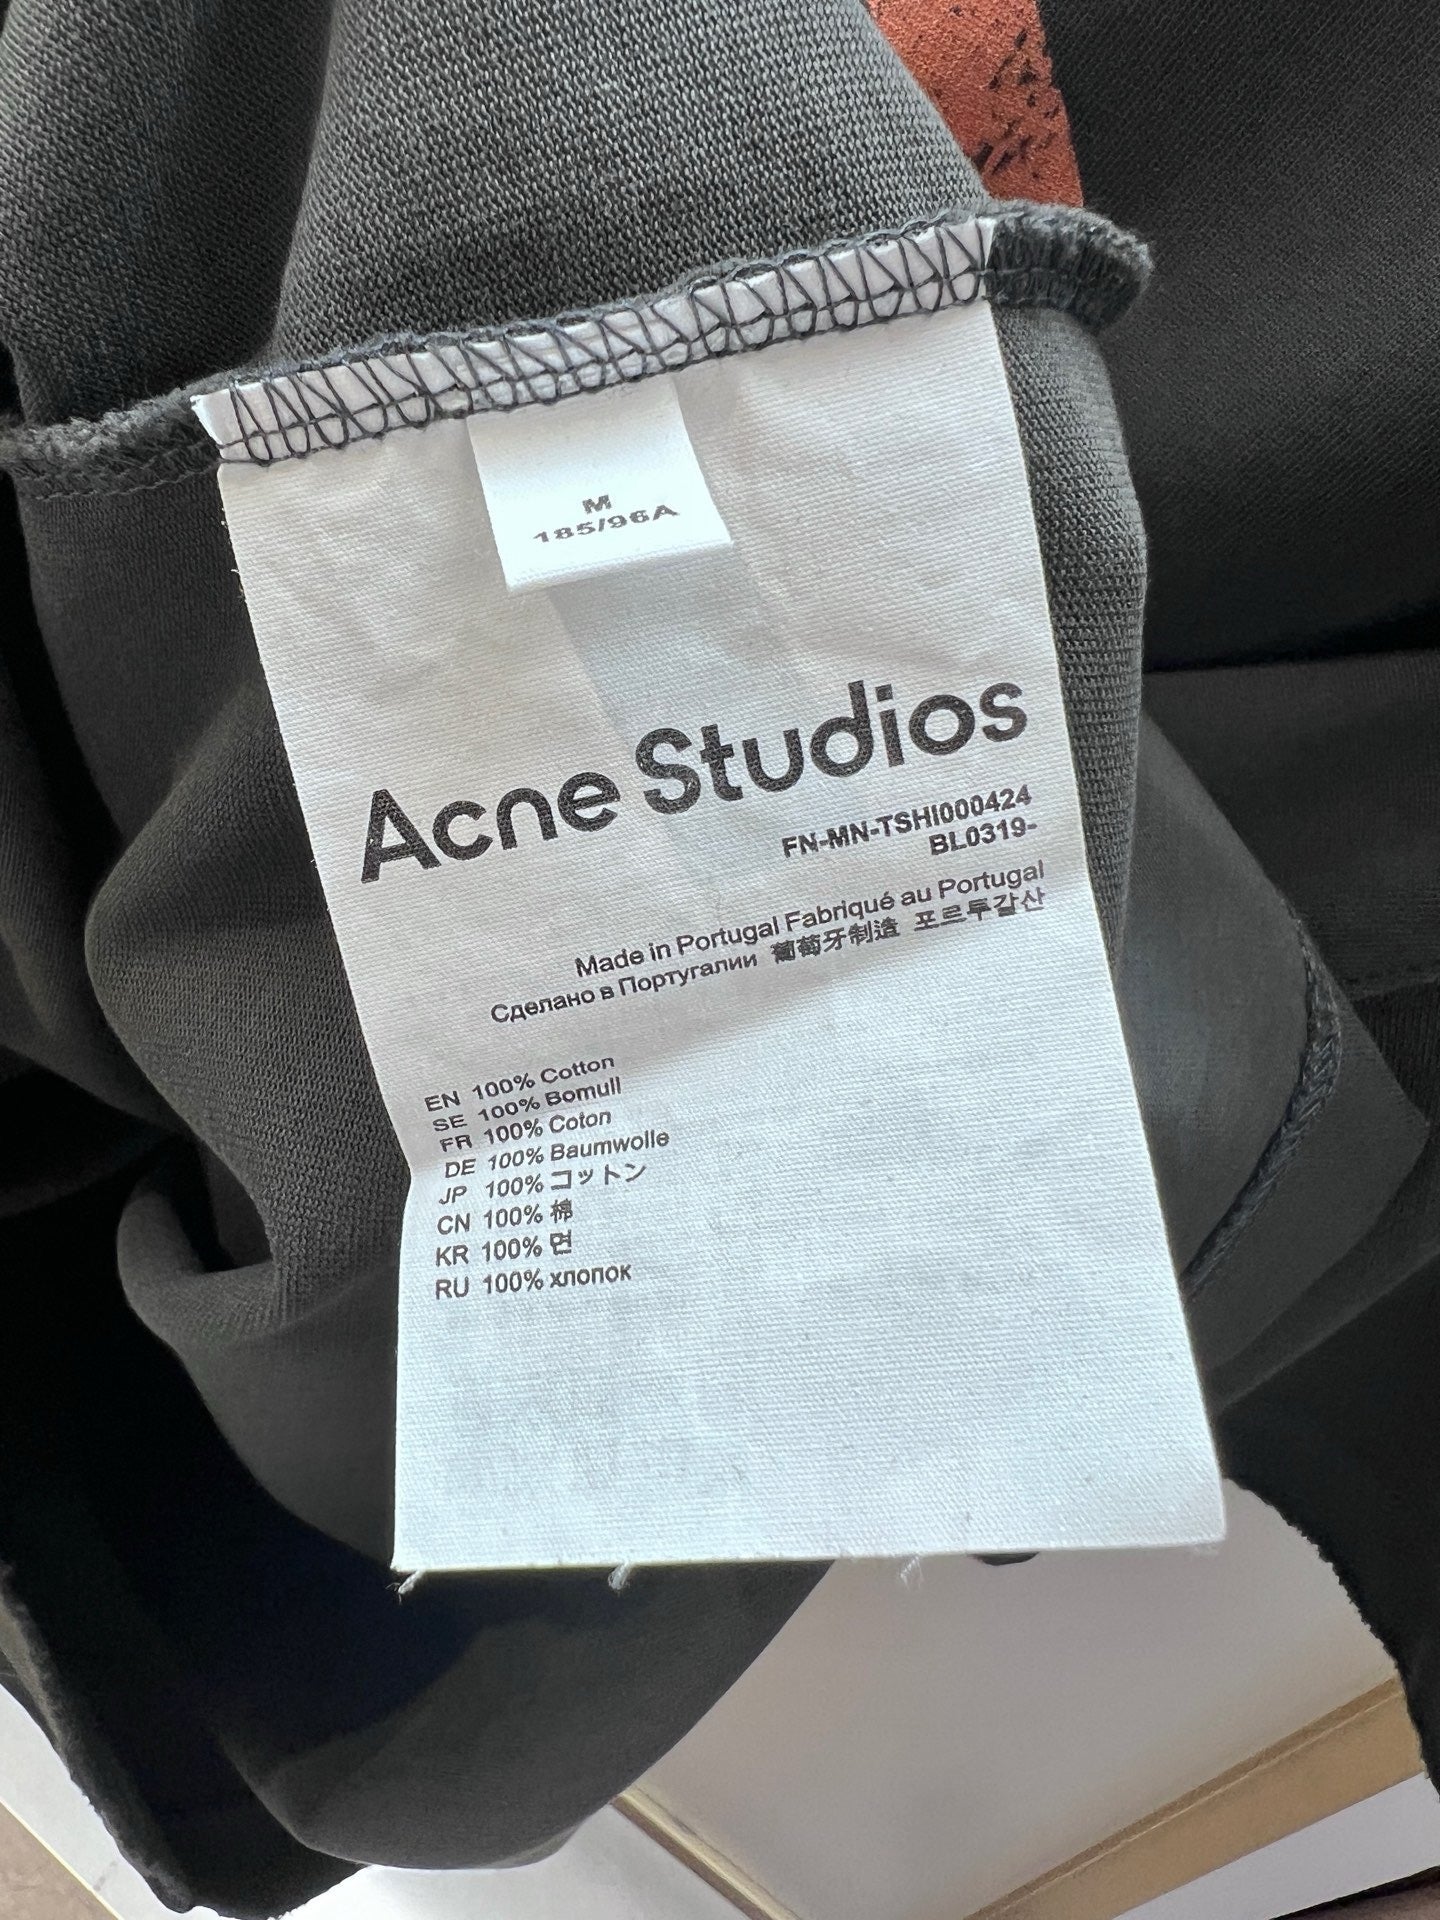 M
185/96A
Acne Studios
FN-MN-TSHI000424
BL0319-
Made in Portugal Fabriqué au Portugal
Сделано в Португалии 葡萄牙制造 포르투갈산
EN 100% Cotton
SE 100% Bomull
FR 100% Coton
DE 100% Baumwolle
JP 100% コットン
CN 100% 棉
KR 100% 면
RU 100% хлопок